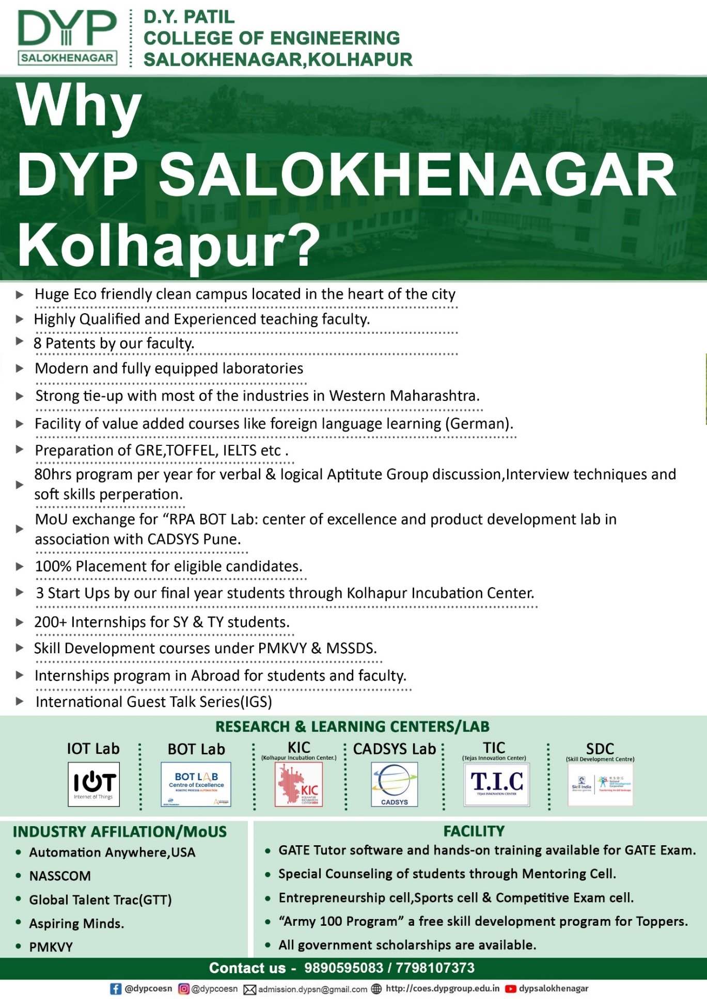 DYP
SALOKHENAGAR
D.Y. PATIL
COLLEGE OF ENGINEERING
SALOKHENAGAR,KOLHAPUR
Why
DYP SALOKHENAGAR
Kolhapur?
Huge Eco friendly clean campus located in the heart of the city
Highly Qualified and Experienced teaching faculty.
8 Patents by our faculty.
Modern and fully equipped laboratories
Strong tie-up with most of the industries in Western Maharashtra.
Facility of value added courses like foreign language learning (German).
Preparation of GRE,TOFFEL, IELTS etc .
80hrs program per year for verbal & logical Aptitute Group discussion,Interview techniques and
soft skills perperation.
MoU exchange for “RPA BOT Lab: center of excellence and product development lab in
association with CADSYS Pune.
100% Placement for eligible candidates.
3 Start Ups by our final year students through Kolhapur Incubation Center.
200+ Internships for SY & TY students.
Skill Development courses under PMKVY & MSSDS.
Internships program in Abroad for students and faculty.
International Guest Talk Series(IGS)
RESEARCH & LEARNING CENTERS/LAB
IOT Lab
IOT
Internet of Things
BOT Lab
BOT LAB
Centre of Excellence
ROBOTIC PROCESS AUTOMATION
KIC
(Kolhapur Incubation Center.)
KIC
KOLHAPUR
INCUBATION
CENTER
CADSYS Lab
CADSYS
TIC
(Tejas Innovation Center)
T.I.C
TEJAS INNOVATION CENTER
SDC
(Skill Development Centre)
Skill India
N·S·D·C
National
Skill Development
Corporation
Transforming the skill landscape
INDUSTRY AFFILATION/MoUS
Automation Anywhere,USA
NASSCOM
Global Talent Trac(GTT)
Aspiring Minds.
PMKVY
FACILITY
GATE Tutor software and hands-on training available for GATE Exam.
Special Counseling of students through Mentoring Cell.
Entrepreneurship cell,Sports cell & Competitive Exam cell.
“Army 100 Program” a free skill development program for Toppers.
All government scholarships are available.
Contact us - 9890595083 / 7798107373
@dypcoesn @dypcoesn admission.dypsn@gmail.com http://coes.dypgroup.edu.in dypsalokhenagar